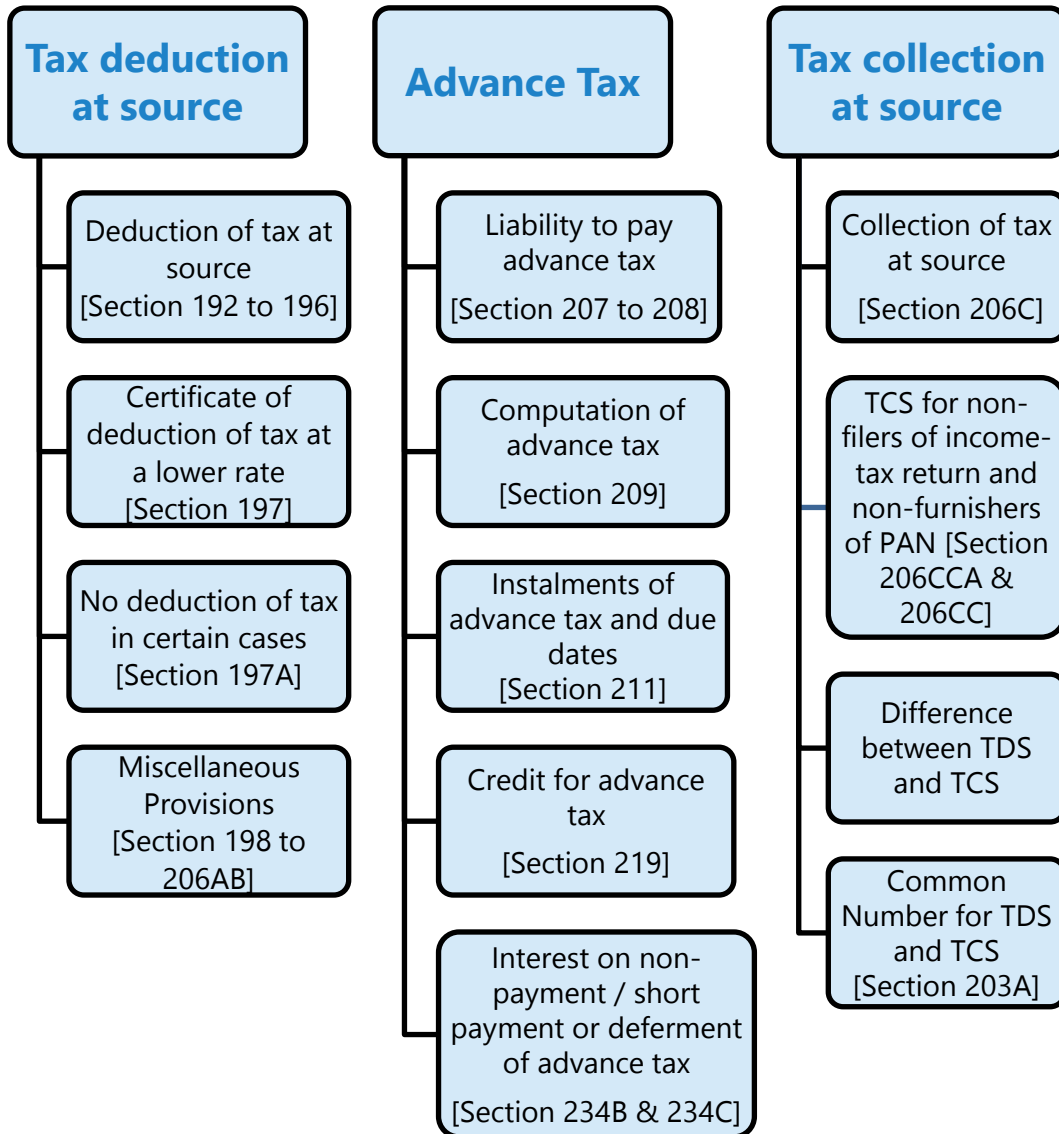 Tax deduction
at source
Deduction of tax at
source
[Section 192 to 196]
Certificate of
deduction of tax at
a lower rate
[Section 197]
No deduction of tax
in certain cases
[Section 197A]
Miscellaneous
Provisions
[Section 198 to
206AB]
Advance Tax
Liability to pay
advance tax
[Section 207 to 208]
Computation of
advance tax
[Section 209]
Instalments of
advance tax and due
dates
[Section 211]
Credit for advance
tax
[Section 219]
Interest on non-
payment / short
payment or deferment
of advance tax
[Section 234B & 234C]
Tax collection
at source
Collection of tax
at source
[Section 206C]
TCS for non-
filers of income-
tax return and
non-furnishers
of PAN [Section
206CCA &
206CC]
Difference
between TDS
and TCS
Common
Number for TDS
and TCS
[Section 203A]